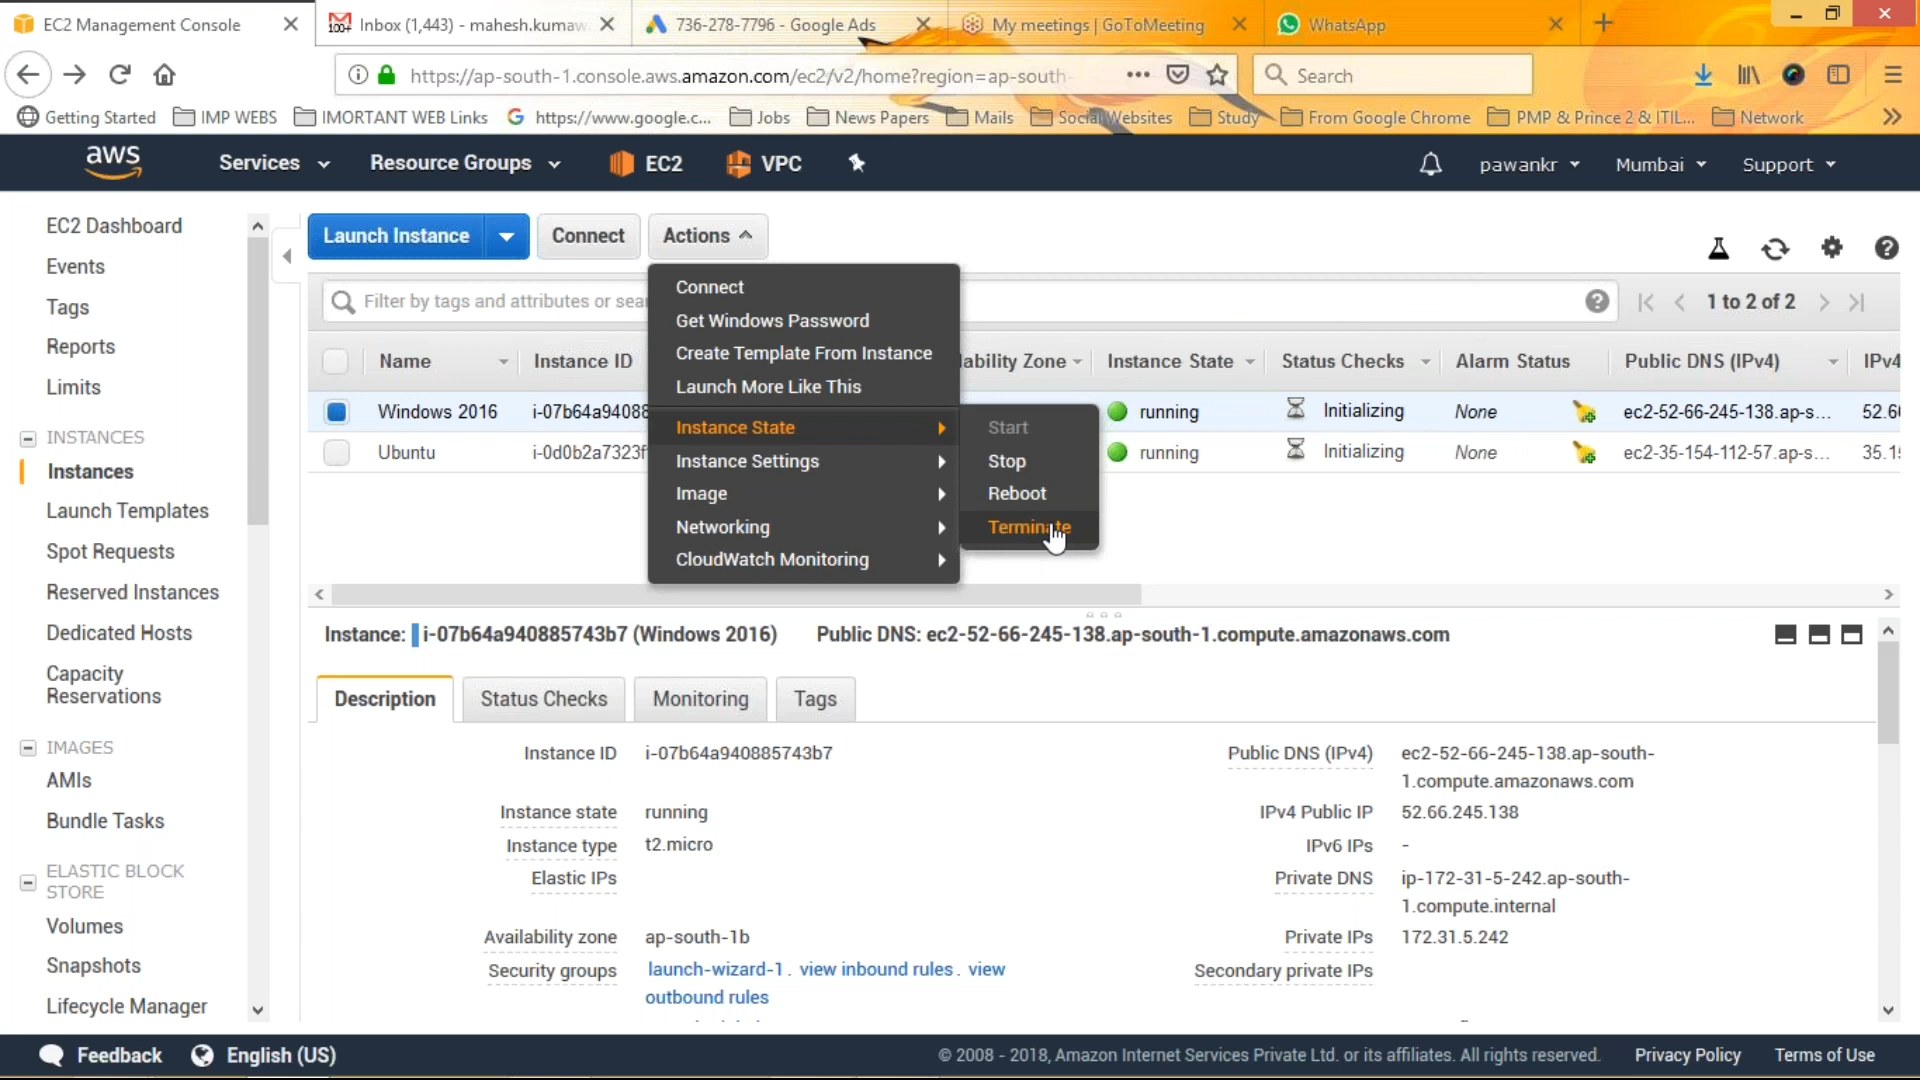 EC2 Management Console
100+ Inbox (1,443) - mahesh.kumaw
736-278-7796 - Google Ads
My meetings | GoToMeeting
WhatsApp
https://ap-south-1.console.aws.amazon.com/ec2/v2/home?region=ap-south-
Search
Getting Started
IMP WEBS
IMORTANT WEB Links
https://www.google.c...
Jobs
News Papers
Mails
Social Websites
Study
From Google Chrome
PMP & Prince 2 & ITIL...
Network
aws
Services
Resource Groups
EC2
VPC
pawankr
Mumbai
Support
EC2 Dashboard
Events
Tags
Reports
Limits
INSTANCES
Instances
Launch Templates
Spot Requests
Reserved Instances
Dedicated Hosts
Capacity
Reservations
IMAGES
AMIs
Bundle Tasks
ELASTIC BLOCK
STORE
Volumes
Snapshots
Lifecycle Manager
Launch Instance
Connect
Actions
Filter by tags and attributes or sea
1 to 2 of 2
Name
Instance ID
lability Zone
Instance State
Status Checks
Alarm Status
Public DNS (IPv4)
IPv4
Windows 2016
i-07b64a94088
running
Initializing
None
ec2-52-66-245-138.ap-s...
52.6
Ubuntu
i-0d0b2a7323f
running
Initializing
None
ec2-35-154-112-57.ap-s...
35.1
Connect
Get Windows Password
Create Template From Instance
Launch More Like This
Instance State
Instance Settings
Image
Networking
CloudWatch Monitoring
Start
Stop
Reboot
Terminate
Instance: i-07b64a940885743b7 (Windows 2016) Public DNS: ec2-52-66-245-138.ap-south-1.compute.amazonaws.com
Description
Status Checks
Monitoring
Tags
Instance ID i-07b64a940885743b7
Instance state running
Instance type t2.micro
Elastic IPs
Availability zone ap-south-1b
Security groups launch-wizard-1. view inbound rules. view
outbound rules
Public DNS (IPv4) ec2-52-66-245-138.ap-south-
1.compute.amazonaws.com
IPv4 Public IP 52.66.245.138
IPv6 IPs -
Private DNS ip-172-31-5-242.ap-south-
1.compute.internal
Private IPs 172.31.5.242
Secondary private IPs
Feedback
English (US)
© 2008 - 2018, Amazon Internet Services Private Ltd. or its affiliates. All rights reserved.
Privacy Policy
Terms of Use